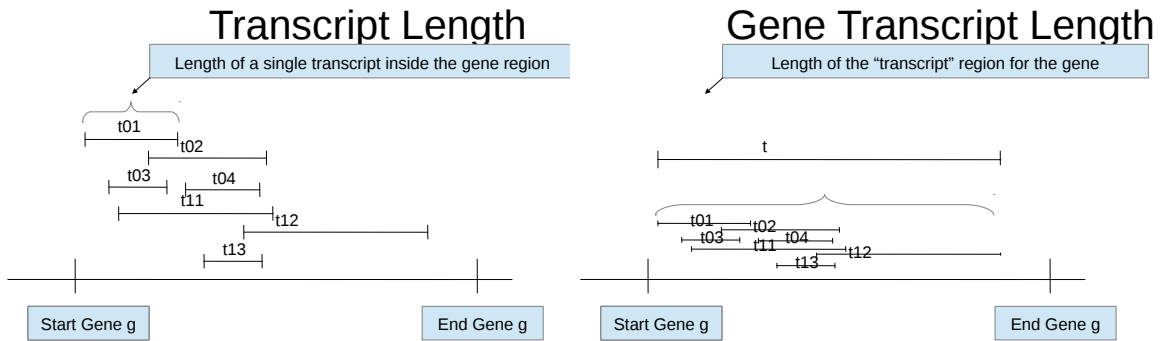 Transcript Length
Length of a single transcript inside the gene region
t01
t02
t03
t04
t11
t12
t13
Start Gene g
End Gene g
Gene Transcript Length
Length of the “transcript” region for the gene
t
t01
t02
t03
t04
t11
t12
t13
Start Gene g
End Gene g